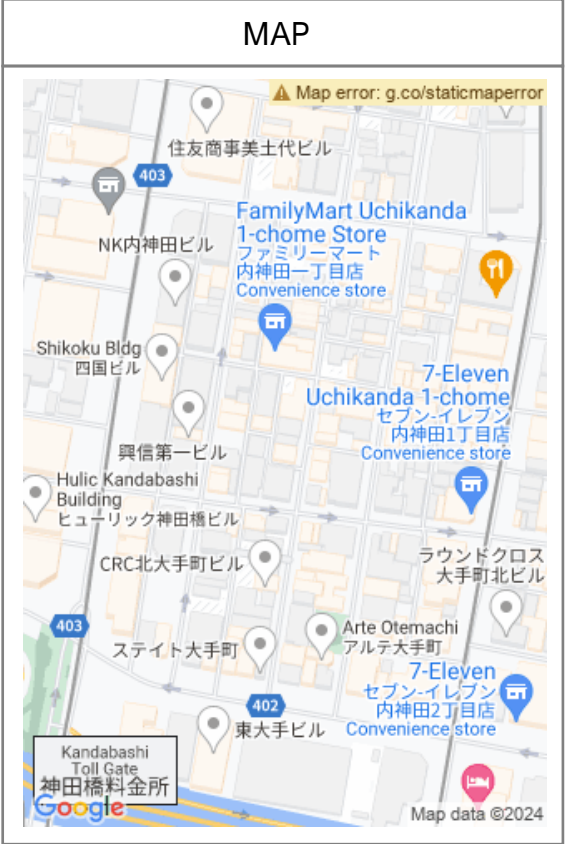 MAP
Map error: g.co/staticmaperror
住友商事美土代ビル
403
FamilyMart Uchikanda
1-chome Store
ファミリーマート
内神田一丁目店
Convenience store
NK内神田ビル
Shikoku Bldg
四国ビル
7-Eleven
Uchikanda 1-chome
セブン-イレブン
内神田1丁目店
Convenience store
興信第一ビル
Hulic Kandabashi
Building
ヒューリック神田橋ビル
CRC北大手町ビル
ラウンドクロス
大手町北ビル
403
Arte Otemachi
アルテ大手町
ステイト大手町
7-Eleven
セブン-イレブン
内神田2丁目店
Convenience store
402
東大手ビル
Kandabashi
Toll Gate
神田橋料金所
Google
Map data ©2024